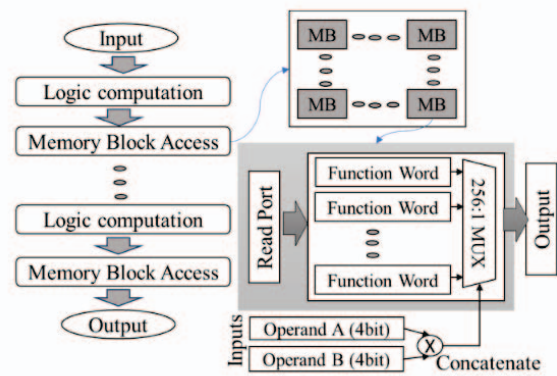 Input
Logic computation
Memory Block Access
Logic computation
Memory Block Access
Output
MB
MB
MB
MB
Read Port
Function Word
Function Word
Function Word
256:1 MUX
Output
Inputs
Operand A (4bit)
Operand B (4bit)
X
Concatenate